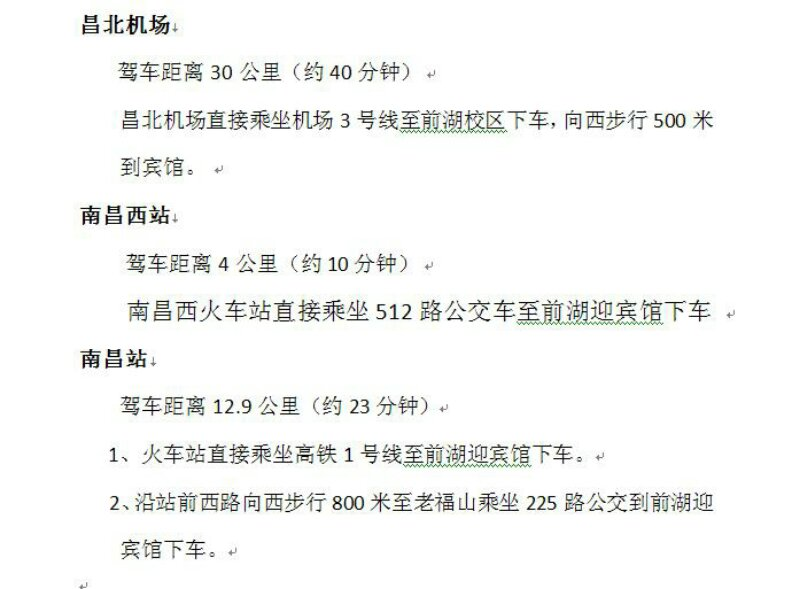 昌北机场
驾车距离 30 公里（约 40 分钟）
昌北机场直接乘坐机场 3 号线至前湖校区下车，向西步行 500 米
到宾馆。
南昌西站
驾车距离 4 公里（约 10 分钟）
南昌西火车站直接乘坐 512 路公交车至前湖迎宾馆下车
南昌站
驾车距离 12.9 公里（约 23 分钟）
1、火车站直接乘坐高铁 1 号线至前湖迎宾馆下车。
2、沿站前西路向西步行 800 米至老福山乘坐 225 路公交到前湖迎
宾馆下车。